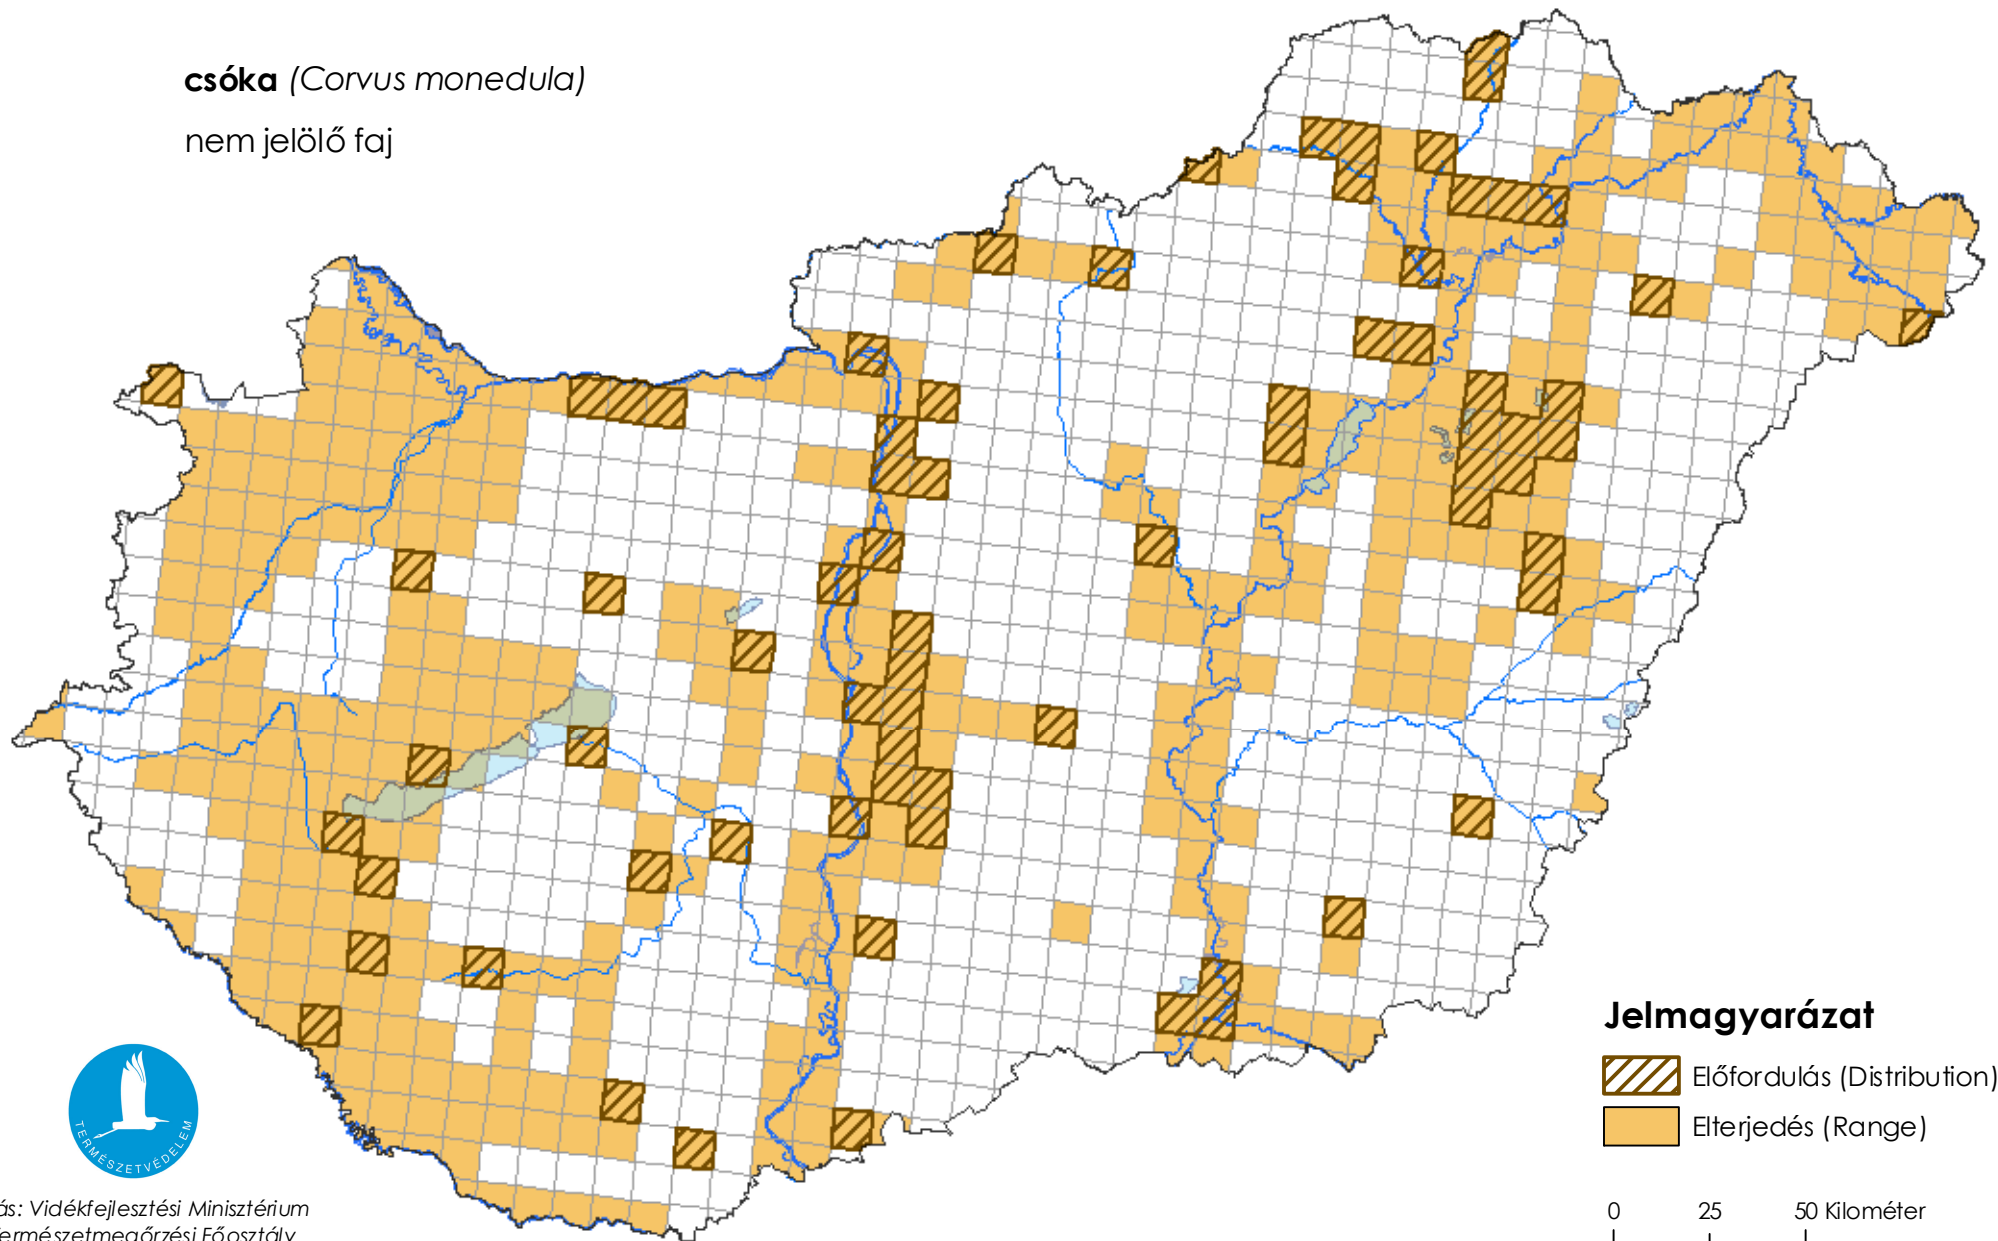 csóka (Corvus monedula)
nem jelölő faj
Jelmagyarázat
Előfordulás (Distribution)
Elterjedés (Range)
0 25 50 Kilométer
TERMÉSZETVÉDELEM
ás: Vidékfejlesztési Minisztérium
ermészetmegőrzési Főosztály